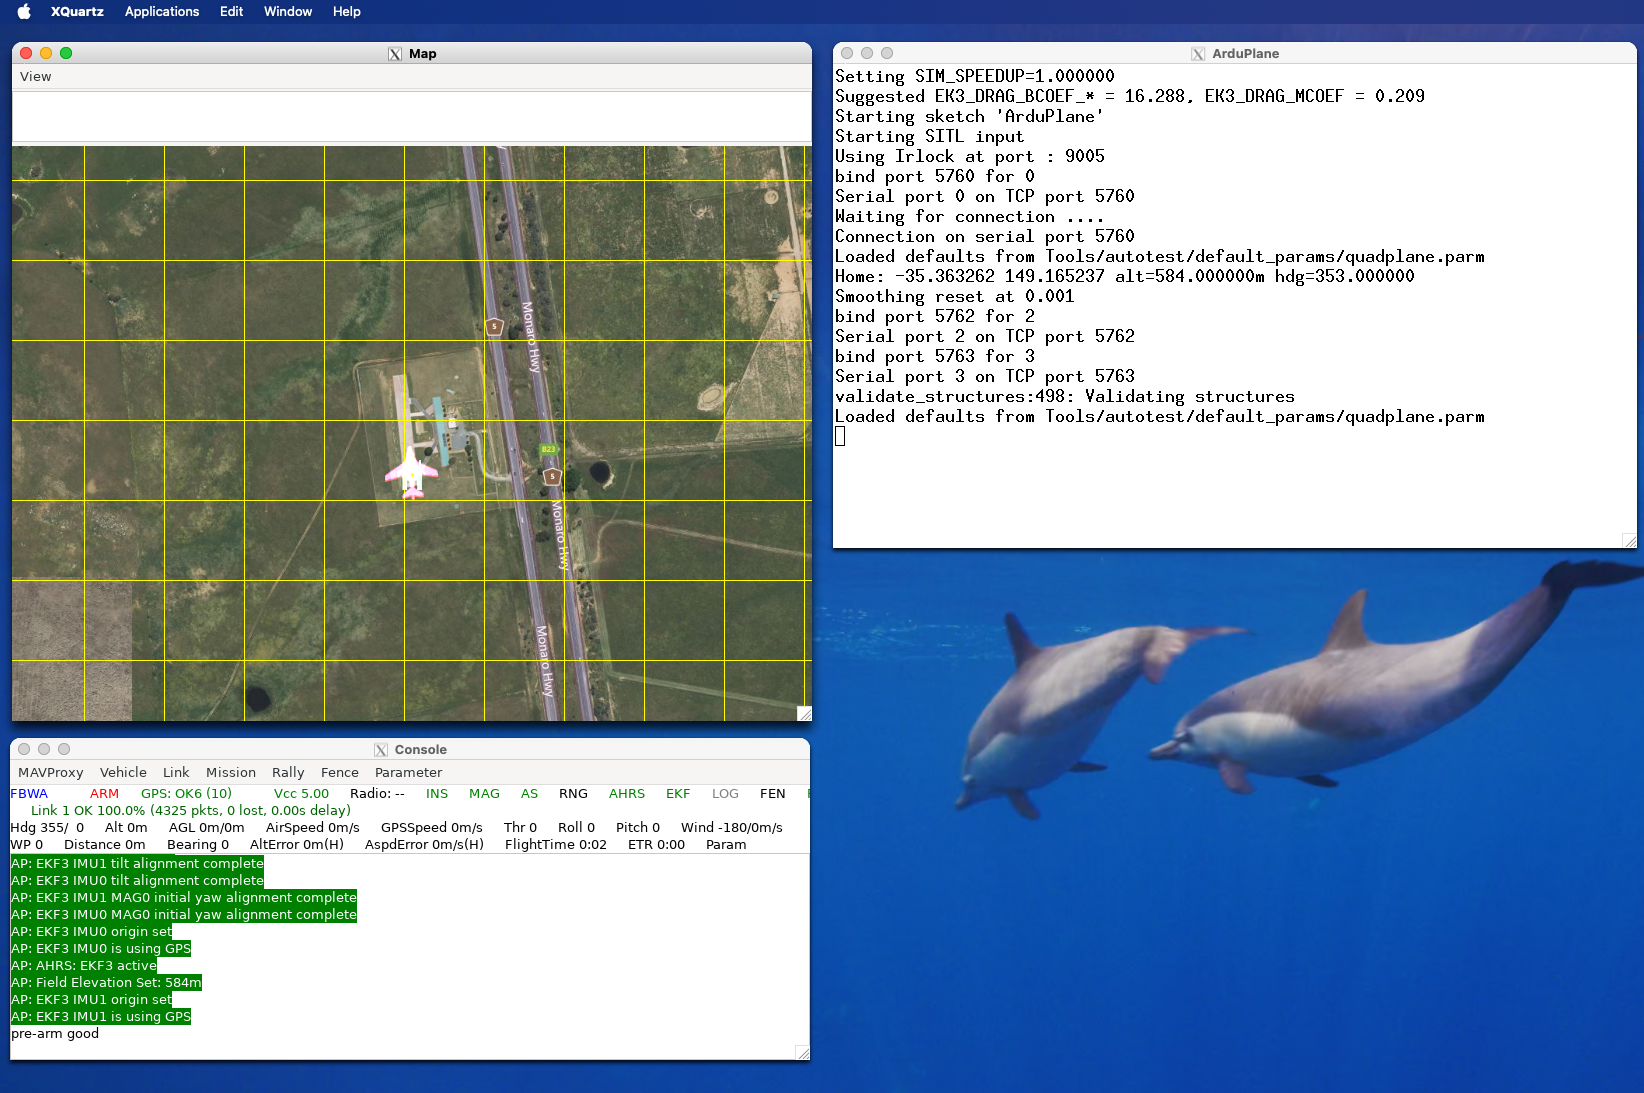 XQuartz Applications Edit Window Help
Map
View
Monaro Hwy
5
B23
5
Monaro Hwy
Monaro Hwy
ArduPlane
Setting SIM_SPEEDUP=1.000000
Suggested EK3_DRAG_BCOEF_* = 16.288, EK3_DRAG_MCOEF = 0.209
Starting sketch 'ArduPlane'
Starting SITL input
Using Irlock at port : 9005
bind port 5760 for 0
Serial port 0 on TCP port 5760
Waiting for connection ....
Connection on serial port 5760
Loaded defaults from Tools/autotest/default_params/quadplane.parm
Home: -35.363262 149.165237 alt=584.000000m hdg=353.000000
Smoothing reset at 0.001
bind port 5762 for 2
Serial port 2 on TCP port 5762
bind port 5763 for 3
Serial port 3 on TCP port 5763
validate_structures:498: Validating structures
Loaded defaults from Tools/autotest/default_params/quadplane.parm
Console
MAVProxy Vehicle Link Mission Rally Fence Parameter
FBWA ARM GPS: OK6 (10) Vcc 5.00 Radio: -- INS MAG AS RNG AHRS EKF LOG FEN
Link 1 OK 100.0% (4325 pkts, 0 lost, 0.00s delay)
Hdg 355/ 0 Alt 0m AGL 0m/0m AirSpeed 0m/s GPSSpeed 0m/s Thr 0 Roll 0 Pitch 0 Wind -180/0m/s
WP 0 Distance 0m Bearing 0 AltError 0m(H) AspdError 0m/s(H) FlightTime 0:02 ETR 0:00 Param
AP: EKF3 IMU1 tilt alignment complete
AP: EKF3 IMU0 tilt alignment complete
AP: EKF3 IMU1 MAG0 initial yaw alignment complete
AP: EKF3 IMU0 MAG0 initial yaw alignment complete
AP: EKF3 IMU0 origin set
AP: EKF3 IMU0 is using GPS
AP: AHRS: EKF3 active
AP: Field Elevation Set: 584m
AP: EKF3 IMU1 origin set
AP: EKF3 IMU1 is using GPS
pre-arm good